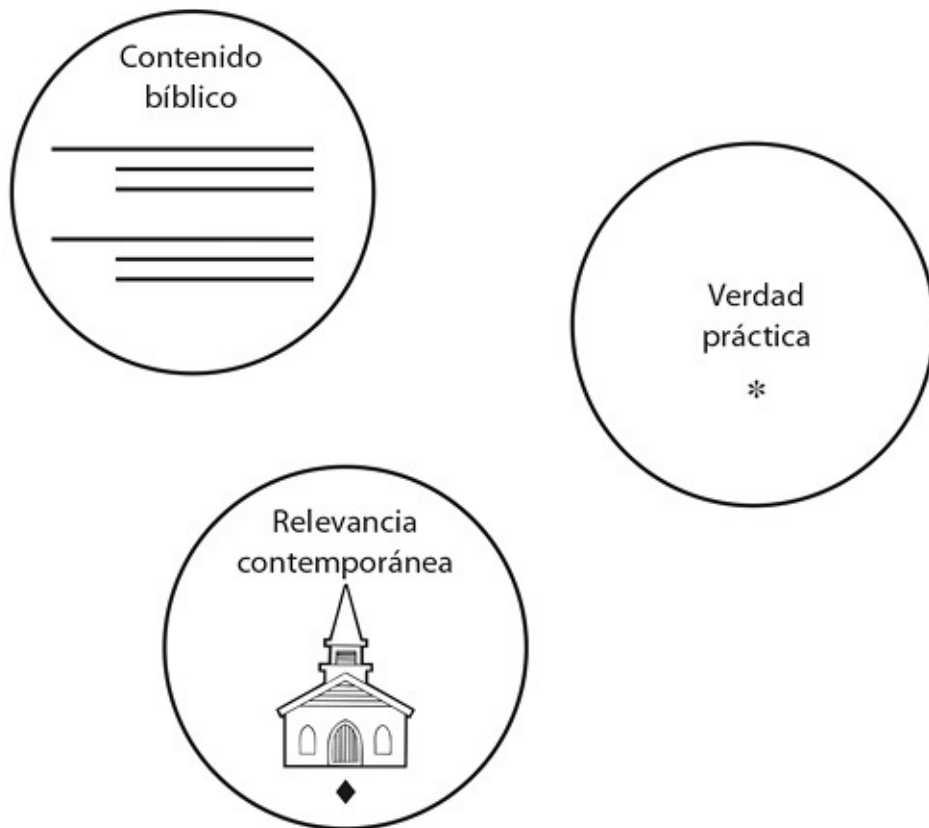 Contenido
bíblico
Verdad
práctica
*
Relevancia
contemporánea